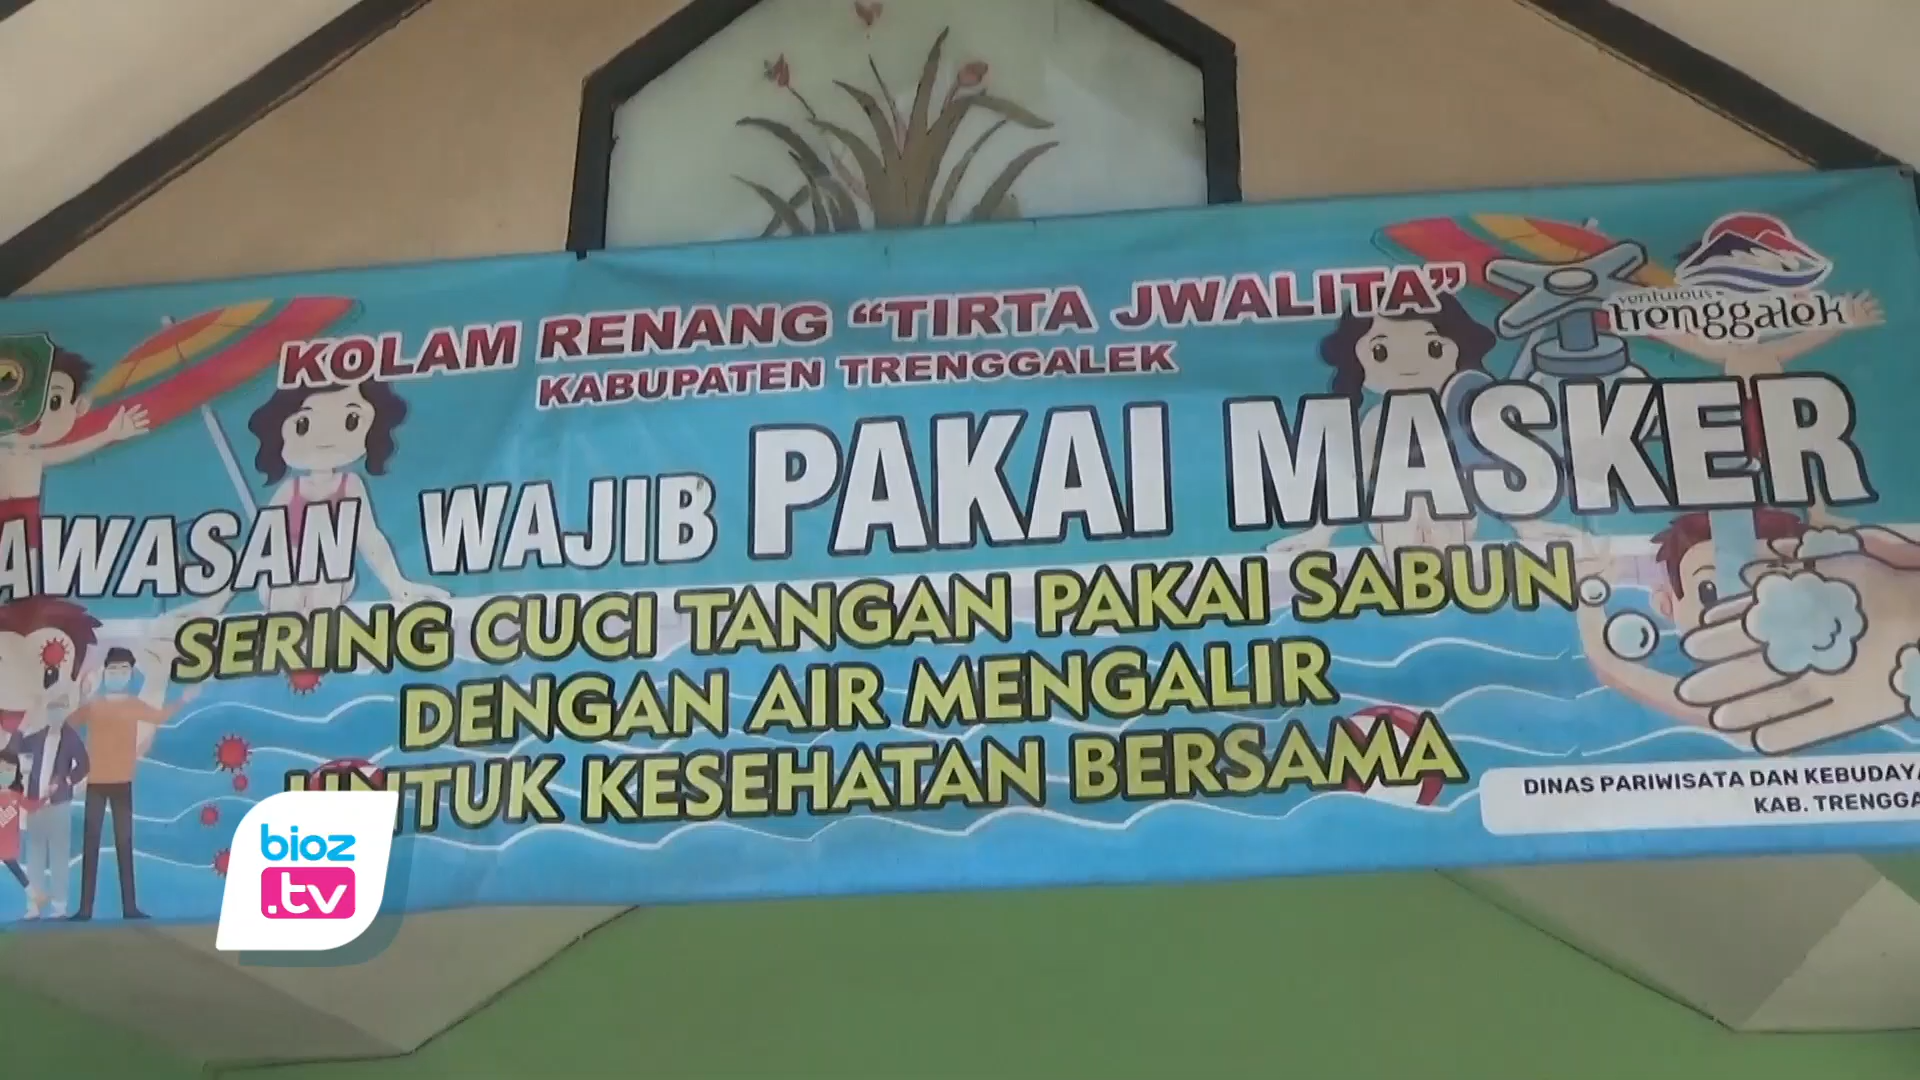 KOLAM RENANG “TIRTA JWALITA”
KABUPATEN TRENGGALEK
venturous
trenggalek
AWASAN WAJIB PAKAI MASKER
SERING CUCI TANGAN PAKAI SABUN
DENGAN AIR MENGALIR
UNTUK KESEHATAN BERSAMA
DINAS PARIWISATA DAN KEBUDAYA
KAB. TRENGGA
bioz
.tv